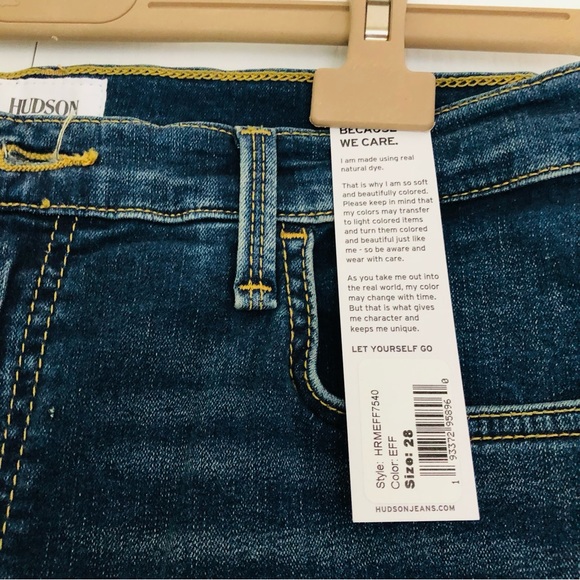 HUDSON
BECAUSE
WE CARE.
I am made using real
natural dye.
That is why I am so soft
and beautifully colored.
Please keep in mind that
my colors may transfer
to light colored items
and turn them colored
and beautiful just like
me - so be aware and
wear with care.
As you take me out into
the real world, my color
may change with time.
But that is what gives
me character and
keeps me unique.
LET YOURSELF GO
Style: HRMEFF7540
Color: EFF
Size: 28
1 93372 95896 0
HUDSONJEANS.COM